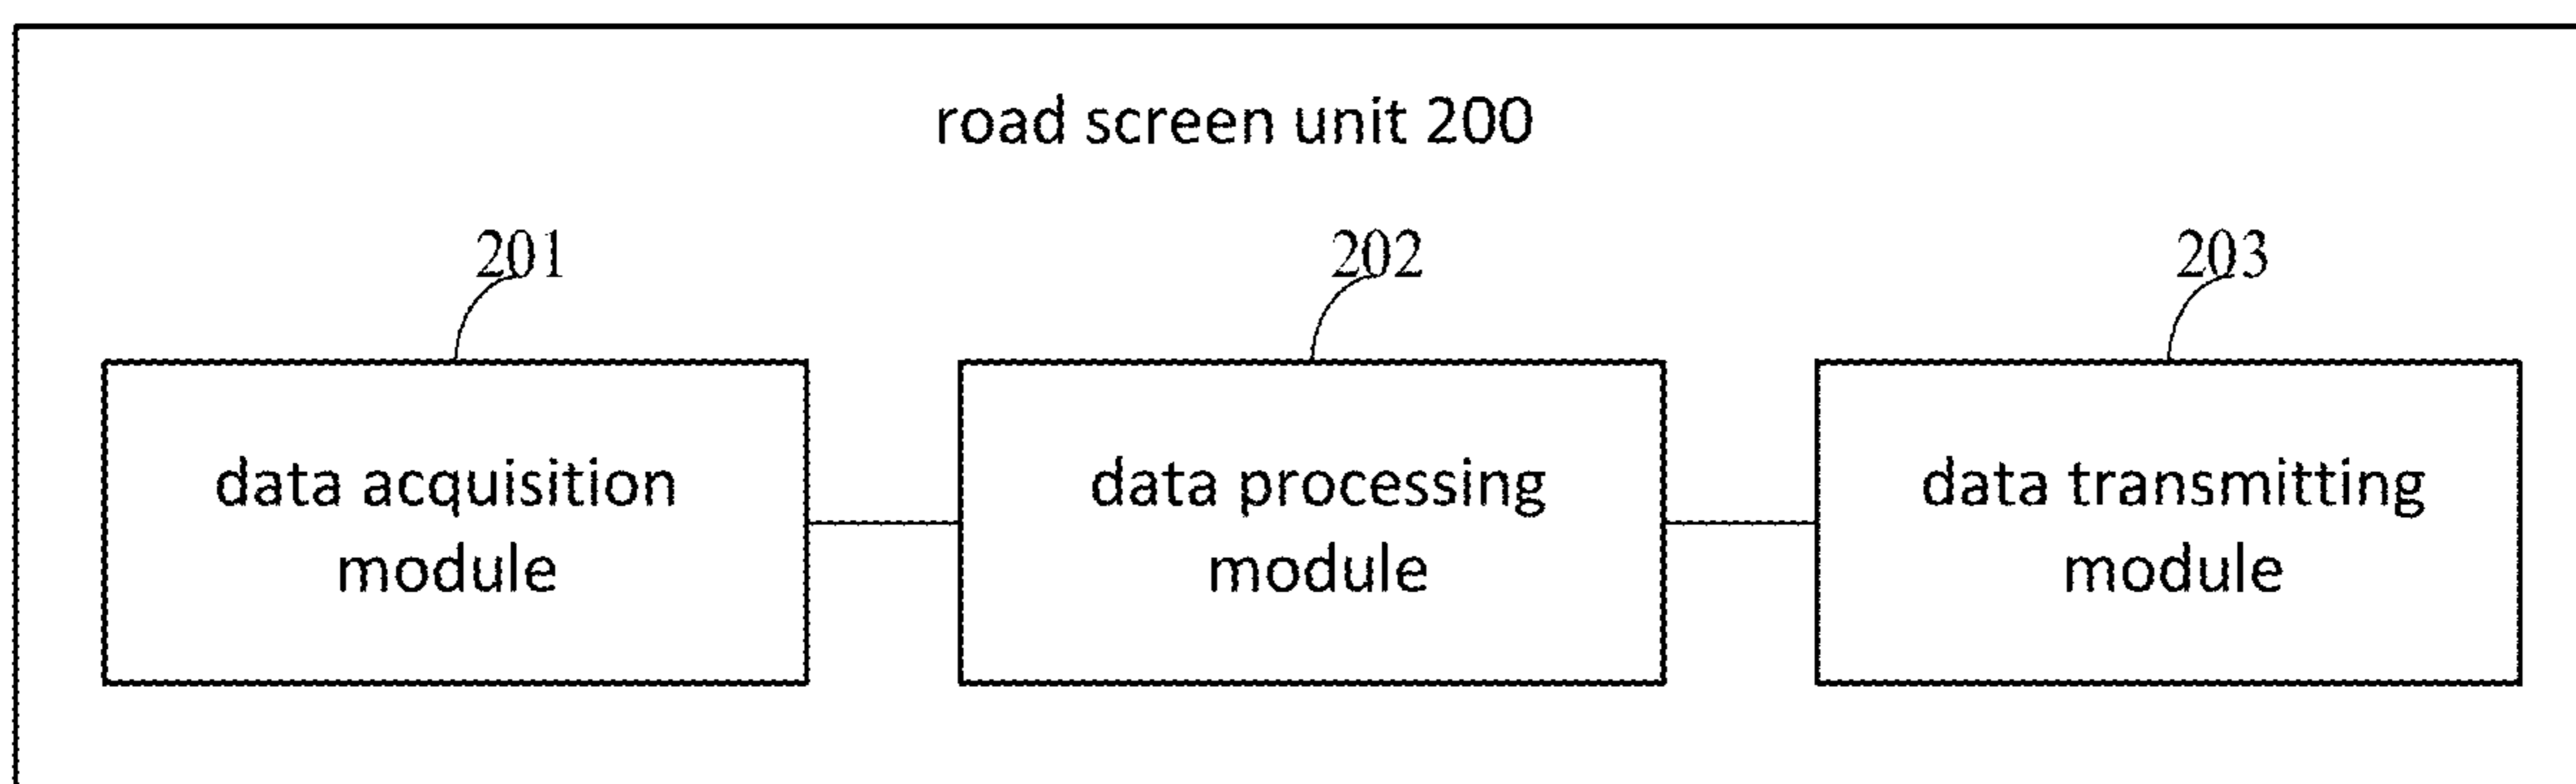 road screen unit 200
201
202
203
data acquisition
module
data processing
module
data transmitting
module